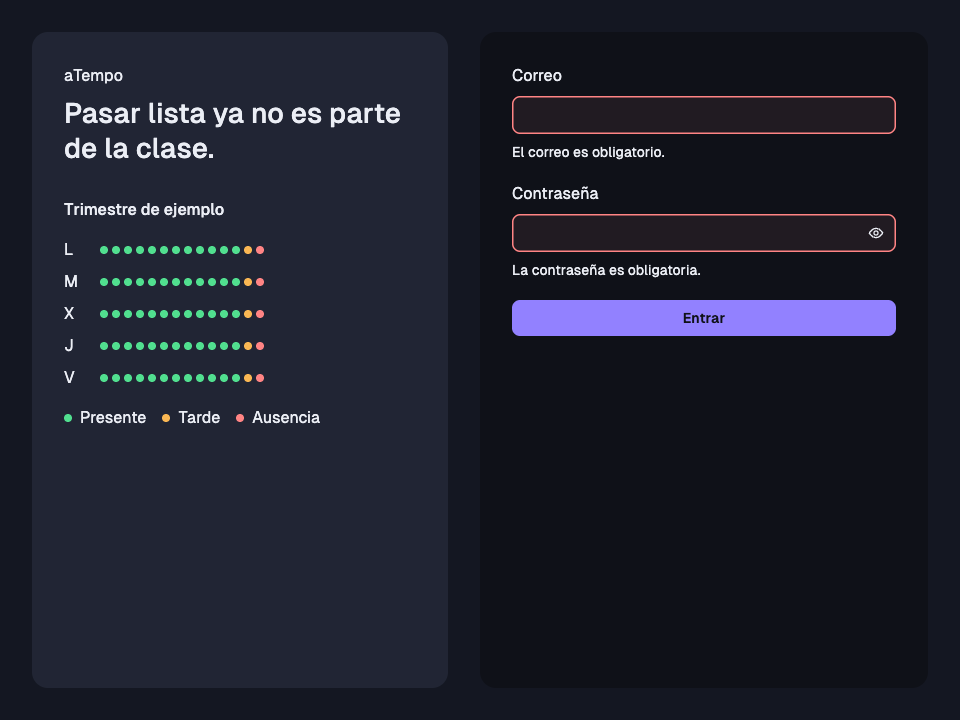 aTempo
Pasar lista ya no es parte
de la clase.
Trimestre de ejemplo
L
M
X
J
V
Presente Tarde Ausencia
Correo
El correo es obligatorio.
Contraseña
La contraseña es obligatoria.
Entrar